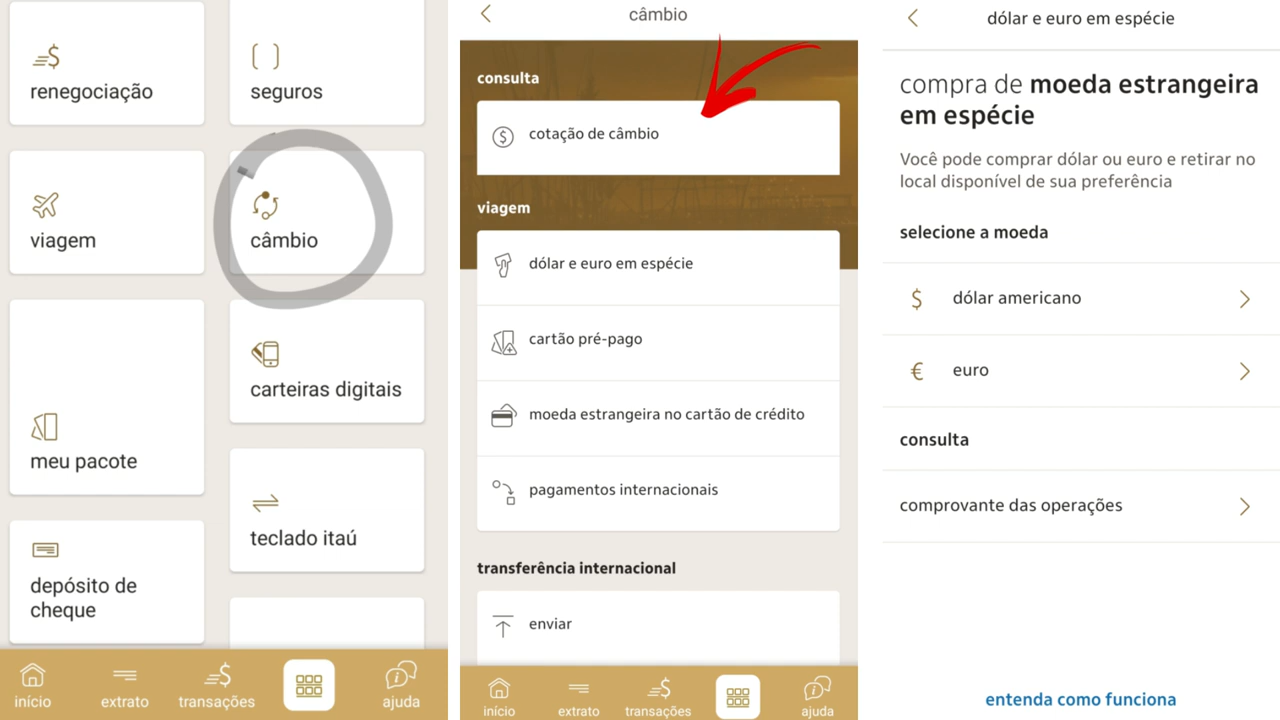 renegociação
seguros
viagem
câmbio
meu pacote
carteiras digitais
teclado itaú
depósito de
cheque
início
extrato
transações
ajuda
câmbio
consulta
cotação de câmbio
viagem
dólar e euro em espécie
cartão pré-pago
moeda estrangeira no cartão de crédito
pagamentos internacionais
transferência internacional
enviar
início
extrato
transações
ajuda
dólar e euro em espécie
compra de moeda estrangeira
em espécie
Você pode comprar dólar ou euro e retirar no
local disponível de sua preferência
selecione a moeda
$ dólar americano
€ euro
consulta
comprovante das operações
entenda como funciona